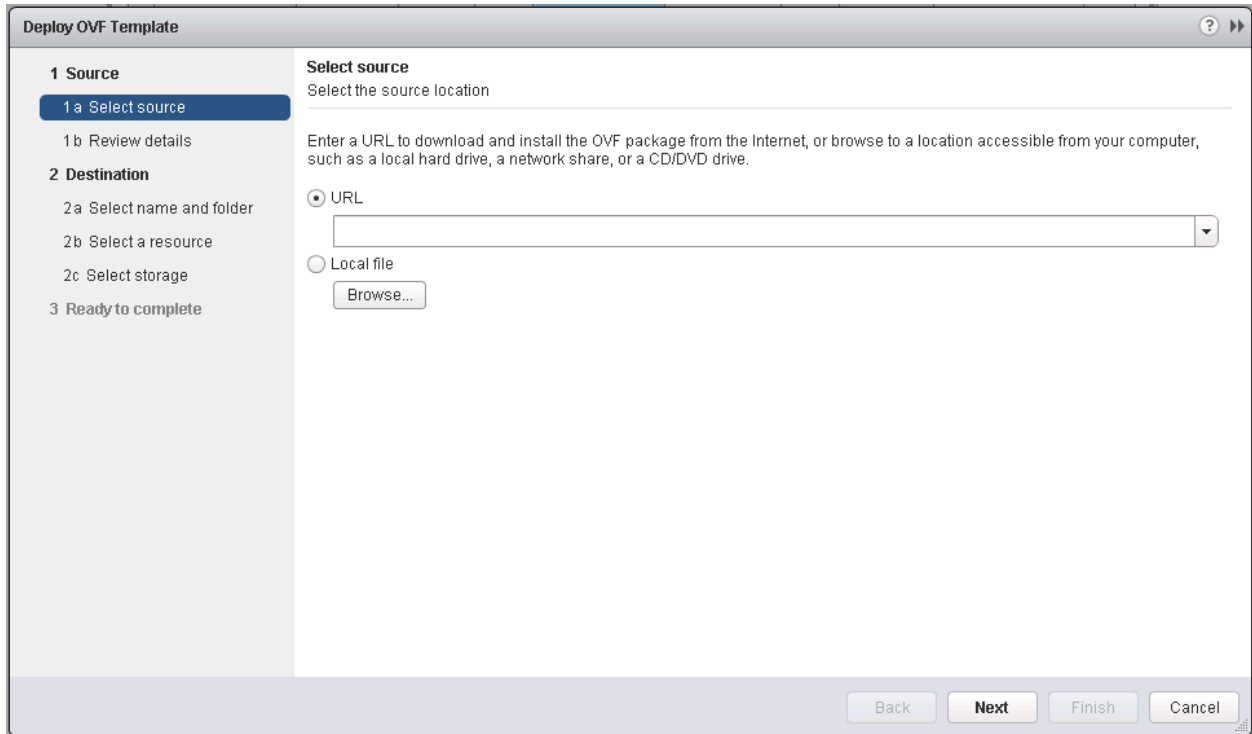 Deploy OVF Template
?
1 Source
1a Select source
1b Review details
2 Destination
2a Select name and folder
2b Select a resource
2c Select storage
3 Ready to complete
Select source
Select the source location
Enter a URL to download and install the OVF package from the Internet, or browse to a location accessible from your computer,
such as a local hard drive, a network share, or a CD/DVD drive.
URL
Local file
Browse...
Back
Next
Finish
Cancel